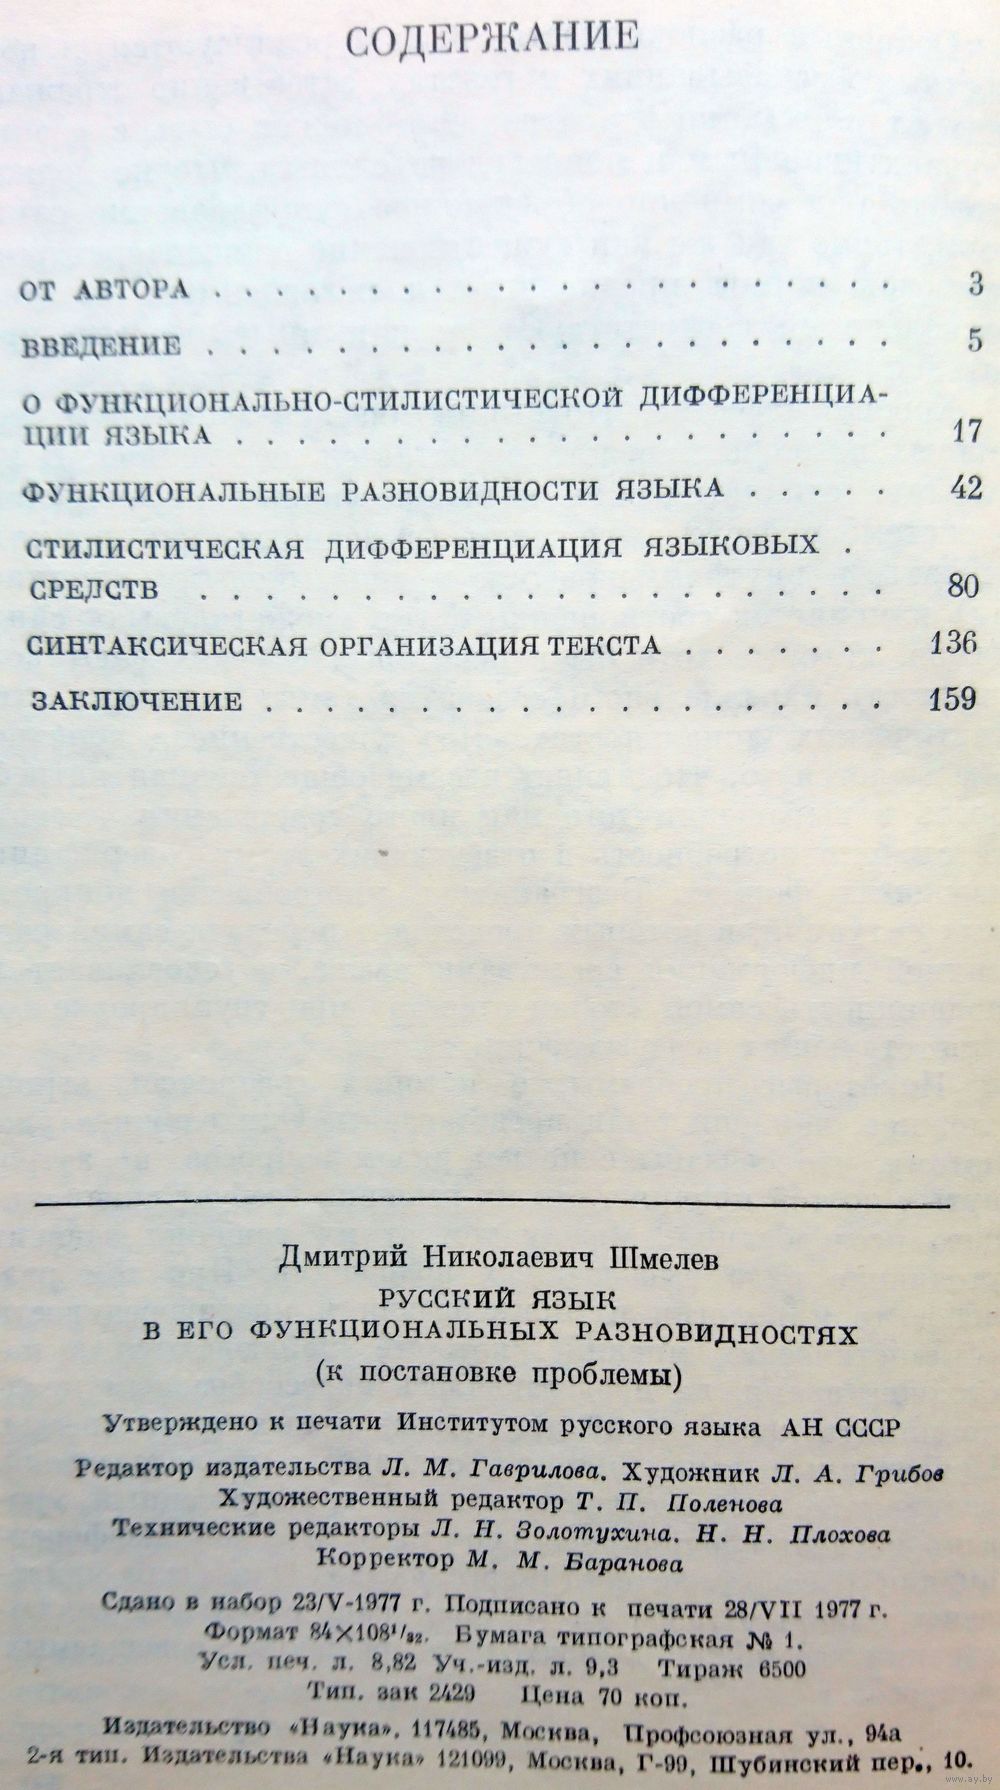 СОДЕРЖАНИЕ
ОТ АВТОРА . . . . . . . . . . . . . . . . . . . . . 3
ВВЕДЕНИЕ . . . . . . . . . . . . . . . . . . . . . 5
О ФУНКЦИОНАЛЬНО-СТИЛИСТИЧЕСКОЙ ДИФФЕРЕНЦИА-
ЦИИ ЯЗЫКА . . . . . . . . . . . . . . . . . . . . 17
ФУНКЦИОНАЛЬНЫЕ РАЗНОВИДНОСТИ ЯЗЫКА . . . . . 42
СТИЛИСТИЧЕСКАЯ ДИФФЕРЕНЦИАЦИЯ ЯЗЫКОВЫХ .
СРЕДСТВ . . . . . . . . . . . . . . . . . . . . . 80
СИНТАКСИЧЕСКАЯ ОРГАНИЗАЦИЯ ТЕКСТА . . . . . . . 136
ЗАКЛЮЧЕНИЕ . . . . . . . . . . . . . . . . . . . 159
Дмитрий Николаевич Шмелев
РУССКИЙ ЯЗЫК
В ЕГО ФУНКЦИОНАЛЬНЫХ РАЗНОВИДНОСТЯХ
(к постановке проблемы)
Утверждено к печати Институтом русского языка АН СССР
Редактор издательства Л. М. Гаврилова. Художник Л. А. Грибов
Художественный редактор Т. П. Поленова
Технические редакторы Л. Н. Золотухина. Н. Н. Плохова
Корректор М. М. Баранова
Сдано в набор 23/V-1977 г. Подписано к печати 28/VII 1977 г.
Формат 84×108¹/₃₂. Бумага типографская № 1.
Усл. печ. л. 8,82 Уч.-изд. л. 9,3 Тираж 6500
Тип. зак 2429 Цена 70 коп.
Издательство «Наука». 117485, Москва, Профсоюзная ул., 94а
2-я тип. Издательства «Наука» 121099, Москва, Г-99, Шубинский пер., 10.
www.ay.by